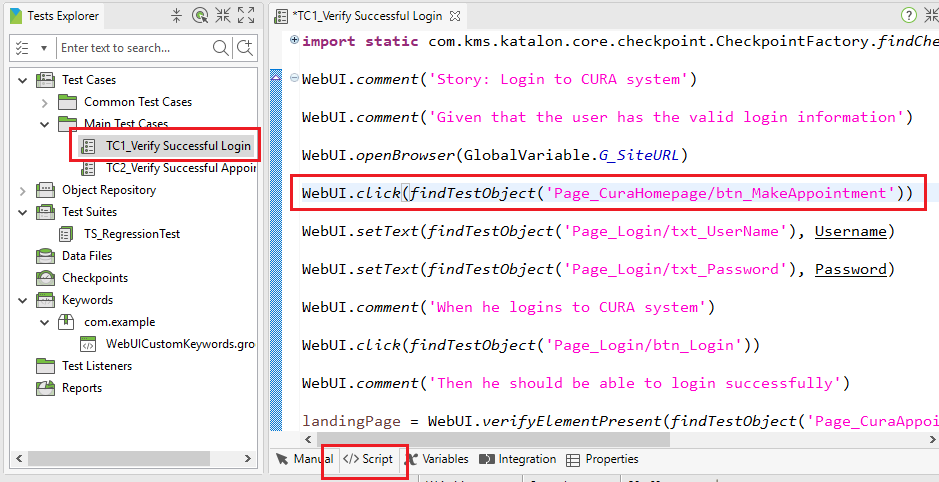 Tests Explorer
Enter text to search...
Test Cases
Common Test Cases
Main Test Cases
TC1_Verify Successful Login
TC2_Verify Successful Appoir
Object Repository
Test Suites
TS_RegressionTest
Data Files
Checkpoints
Keywords
com.example
WebUICustomKeywords.gro
Test Listeners
Reports
*TC1_Verify Successful Login
import static com.kms.katalon.core.checkpoint.CheckpointFactory.findChe
WebUI.comment('Story: Login to CURA system')
WebUI.comment('Given that the user has the valid login information')
WebUI.openBrowser(GlobalVariable.G_SiteURL)
WebUI.click(findTestObject('Page_CuraHomepage/btn_MakeAppointment'))
WebUI.setText(findTestObject('Page_Login/txt_UserName'), Username)
WebUI.setText(findTestObject('Page_Login/txt_Password'), Password)
WebUI.comment('When he logins to CURA system')
WebUI.click(findTestObject('Page_Login/btn_Login'))
WebUI.comment('Then he should be able to login successfully')
landingPage = WebUI.verifyElementPresent(findTestObject('Page_CuraAppoi
Manual </> Script Variables Integration Properties